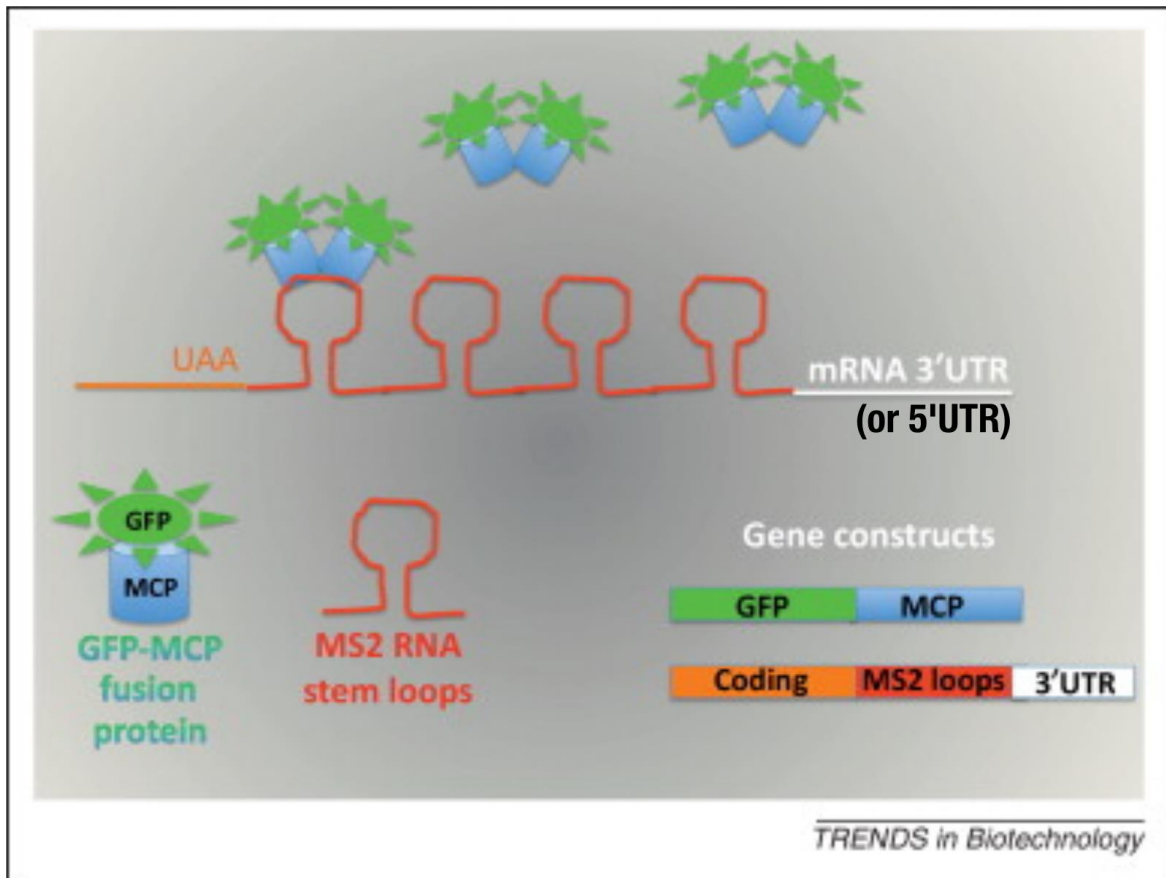 UAA
mRNA 3′UTR
(or 5'UTR)
GFP
MCP
GFP-MCP
fusion
protein
MS2 RNA
stem loops
Gene constructs
GFP MCP
Coding MS2 loops 3′UTR
TRENDS in Biotechnology